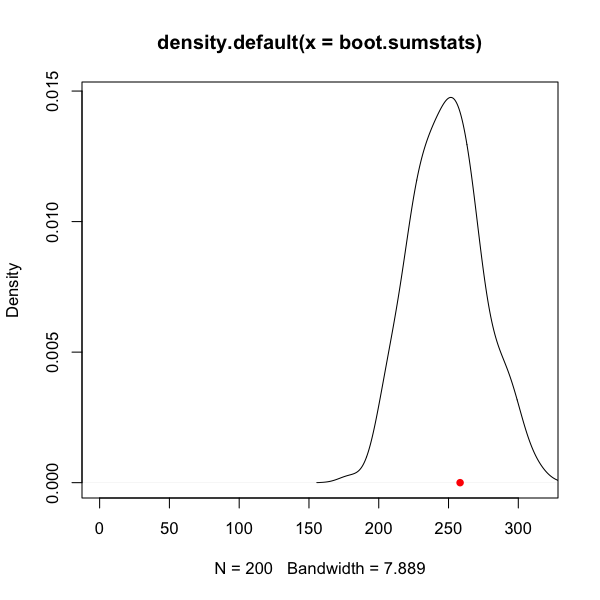 density.default(x = boot.sumstats)
0.015
0.010
0.005
0.000
Density
0 50 100 150 200 250 300
N = 200 Bandwidth = 7.889